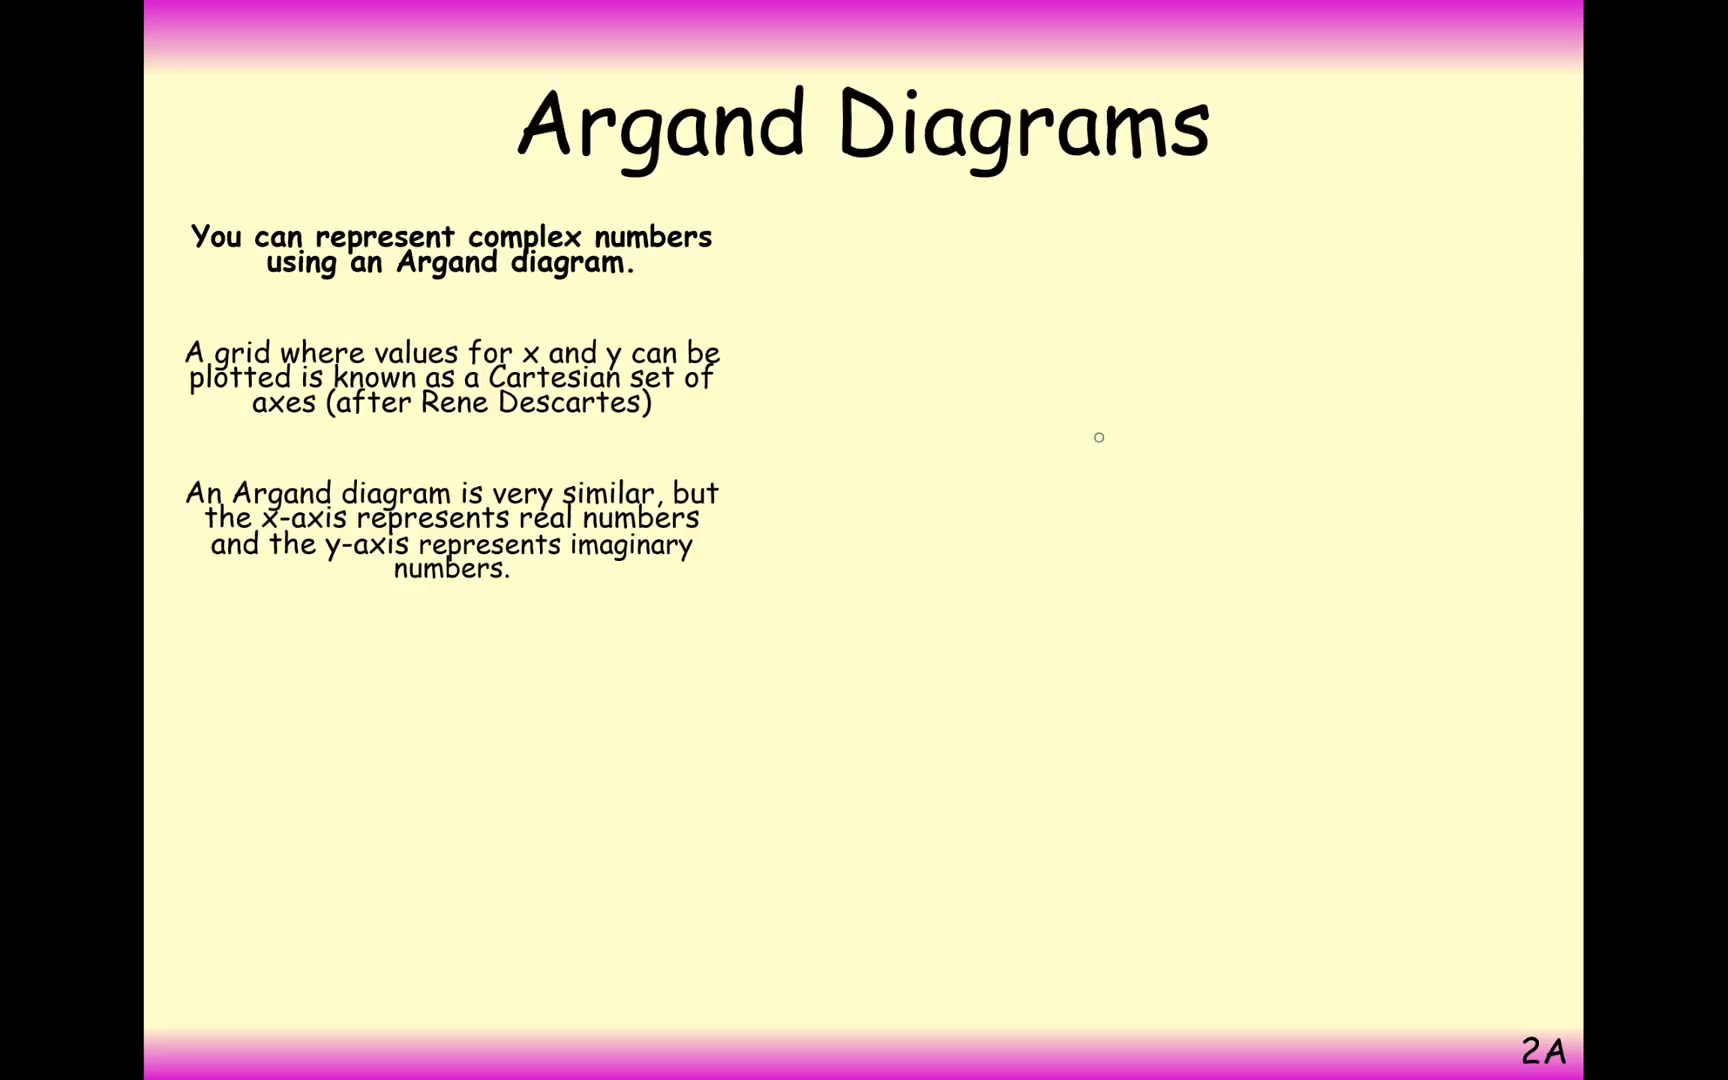 Argand Diagrams
You can represent complex numbers
using an Argand diagram.
A grid where values for x and y can be
plotted is known as a Cartesian set of
axes (after Rene Descartes)
An Argand diagram is very similar, but
the x-axis represents real numbers
and the y-axis represents imaginary
numbers.
2A